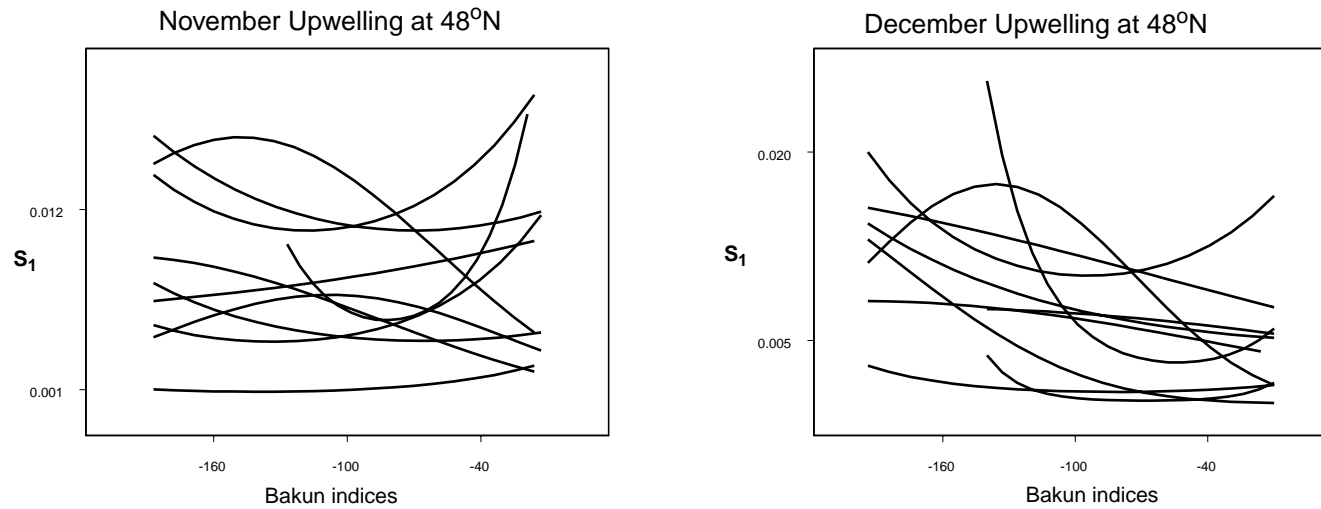 November Upwelling at 48°N
0.012
S₁
0.001
-160 -100 -40
Bakun indices
December Upwelling at 48°N
0.020
S₁
0.005
-160 -100 -40
Bakun indices